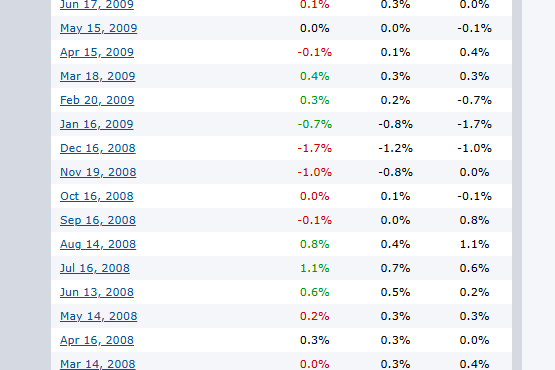 Jun 17, 2009 0.1% 0.3% 0.0%
May 15, 2009 0.0% 0.0% -0.1%
Apr 15, 2009 -0.1% 0.1% 0.4%
Mar 18, 2009 0.4% 0.3% 0.3%
Feb 20, 2009 0.3% 0.2% -0.7%
Jan 16, 2009 -0.7% -0.8% -1.7%
Dec 16, 2008 -1.7% -1.2% -1.0%
Nov 19, 2008 -1.0% -0.8% 0.0%
Oct 16, 2008 0.0% 0.1% -0.1%
Sep 16, 2008 -0.1% 0.0% 0.8%
Aug 14, 2008 0.8% 0.4% 1.1%
Jul 16, 2008 1.1% 0.7% 0.6%
Jun 13, 2008 0.6% 0.5% 0.2%
May 14, 2008 0.2% 0.3% 0.3%
Apr 16, 2008 0.3% 0.3% 0.0%
Mar 14, 2008 0.0% 0.3% 0.4%